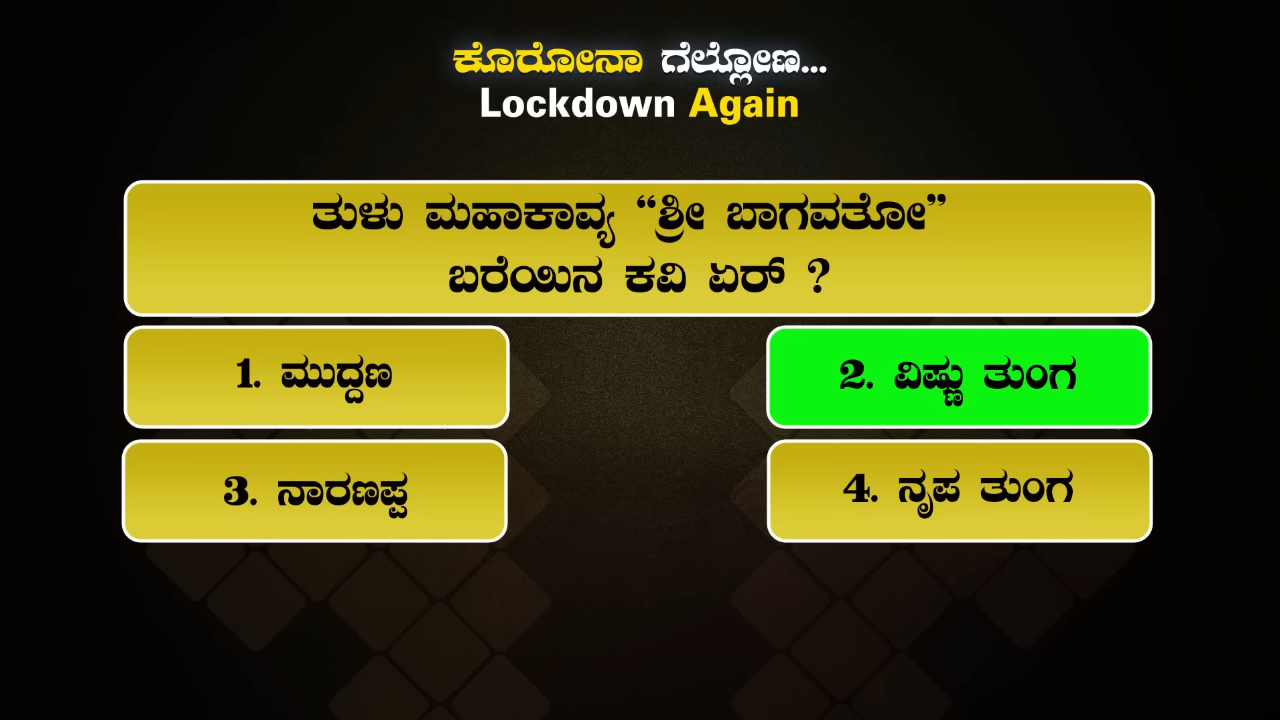 ಕೊರೋನಾ ಗೆಲ್ಲೋಣ...
Lockdown Again
ತುಳು ಮಹಾಕಾವ್ಯ “ಶ್ರೀ ಬಾಗವತೋ”
ಬರೆಯಿನ ಕವಿ ಏರ್ ?
1. ಮುದ್ದಣ
2. ವಿಷ್ಣು ತುಂಗ
3. ನಾರಣಪ್ಪ
4. ನೃಪ ತುಂಗ